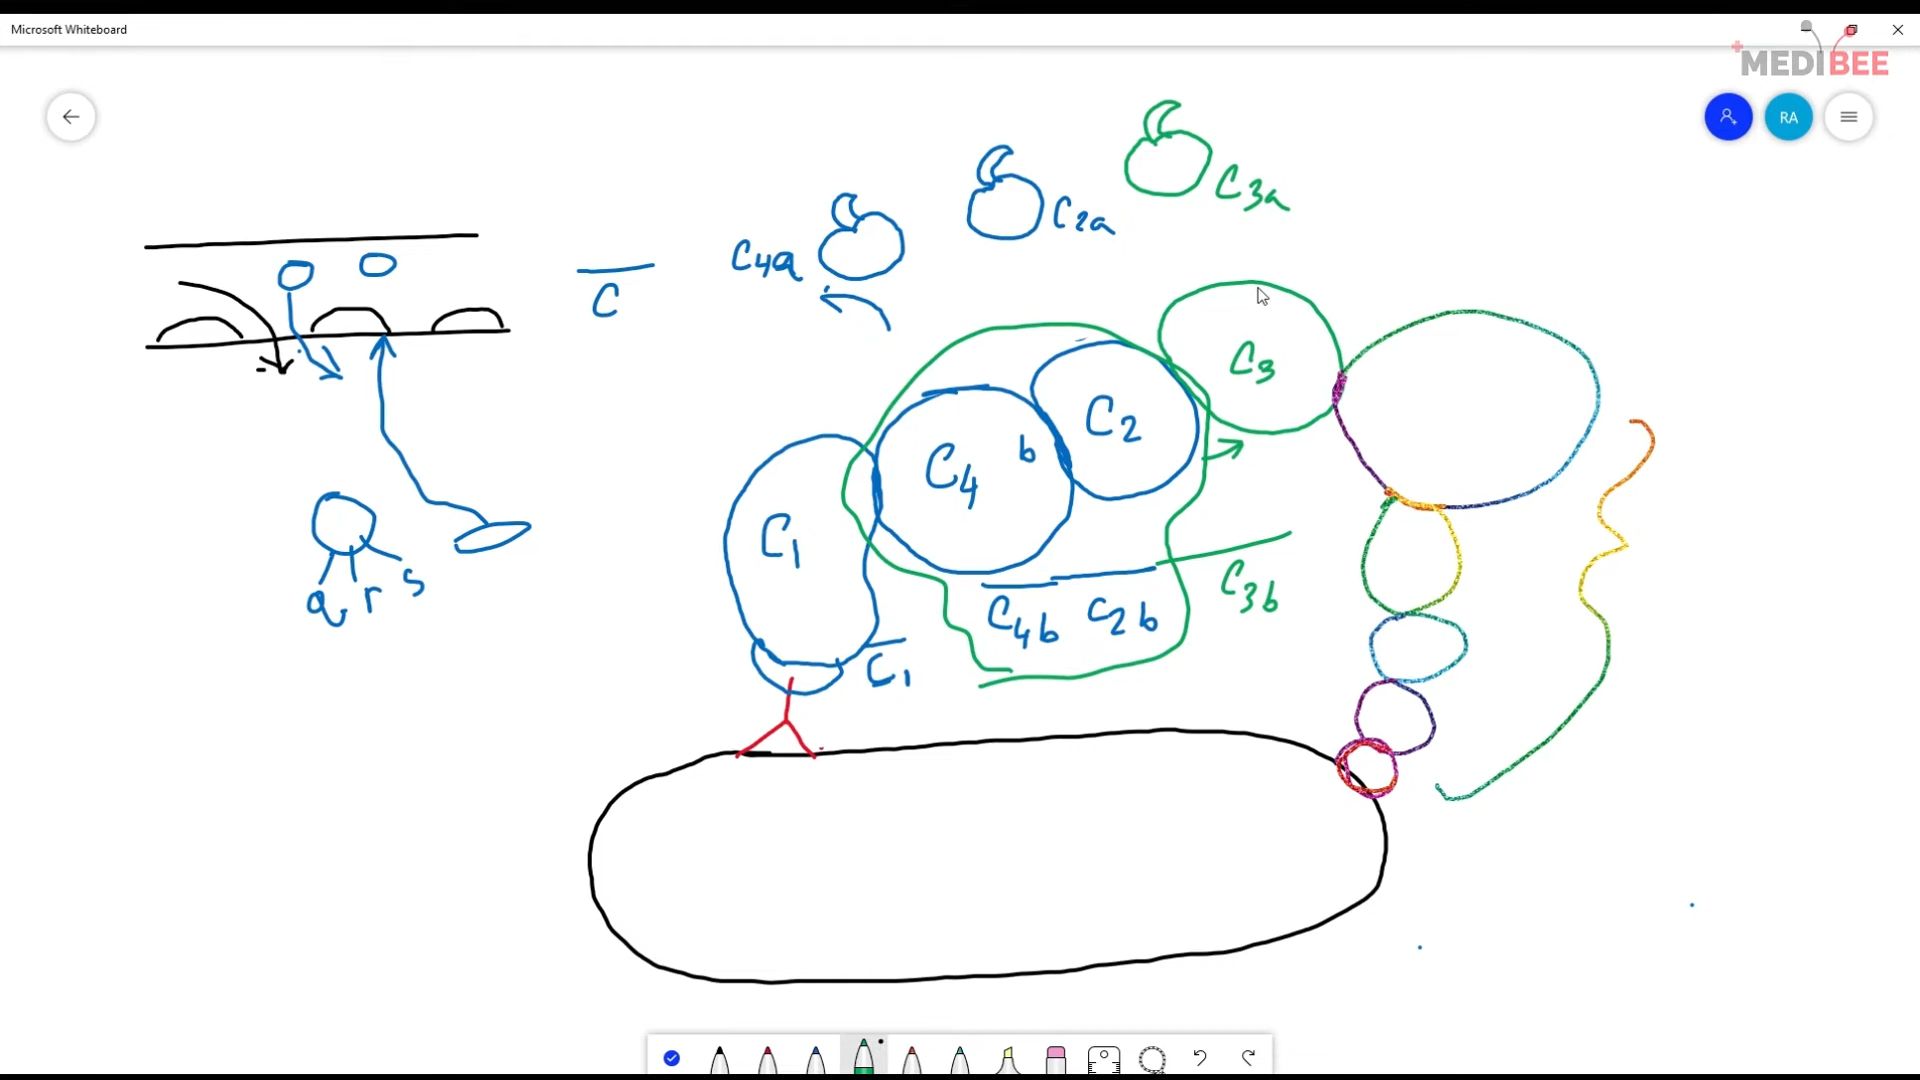 Microsoft Whiteboard
MEDIBEE
RA
C3a
C2a
C4a
C
C3
C2
C4 b
C1
q r s
C4b C2b C3b
C1